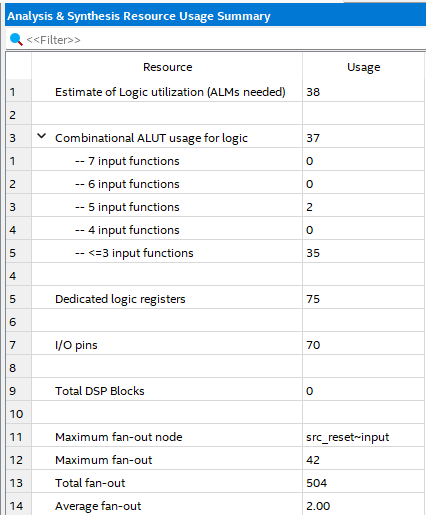 Analysis & Synthesis Resource Usage Summary
<<Filter>>
Resource Usage
1 Estimate of Logic utilization (ALMs needed) 38
2
3 Combinational ALUT usage for logic 37
1 -- 7 input functions 0
2 -- 6 input functions 0
3 -- 5 input functions 2
4 -- 4 input functions 0
5 -- <=3 input functions 35
4
5 Dedicated logic registers 75
6
7 I/O pins 70
8
9 Total DSP Blocks 0
10
11 Maximum fan-out node src_reset~input
12 Maximum fan-out 42
13 Total fan-out 504
14 Average fan-out 2.00